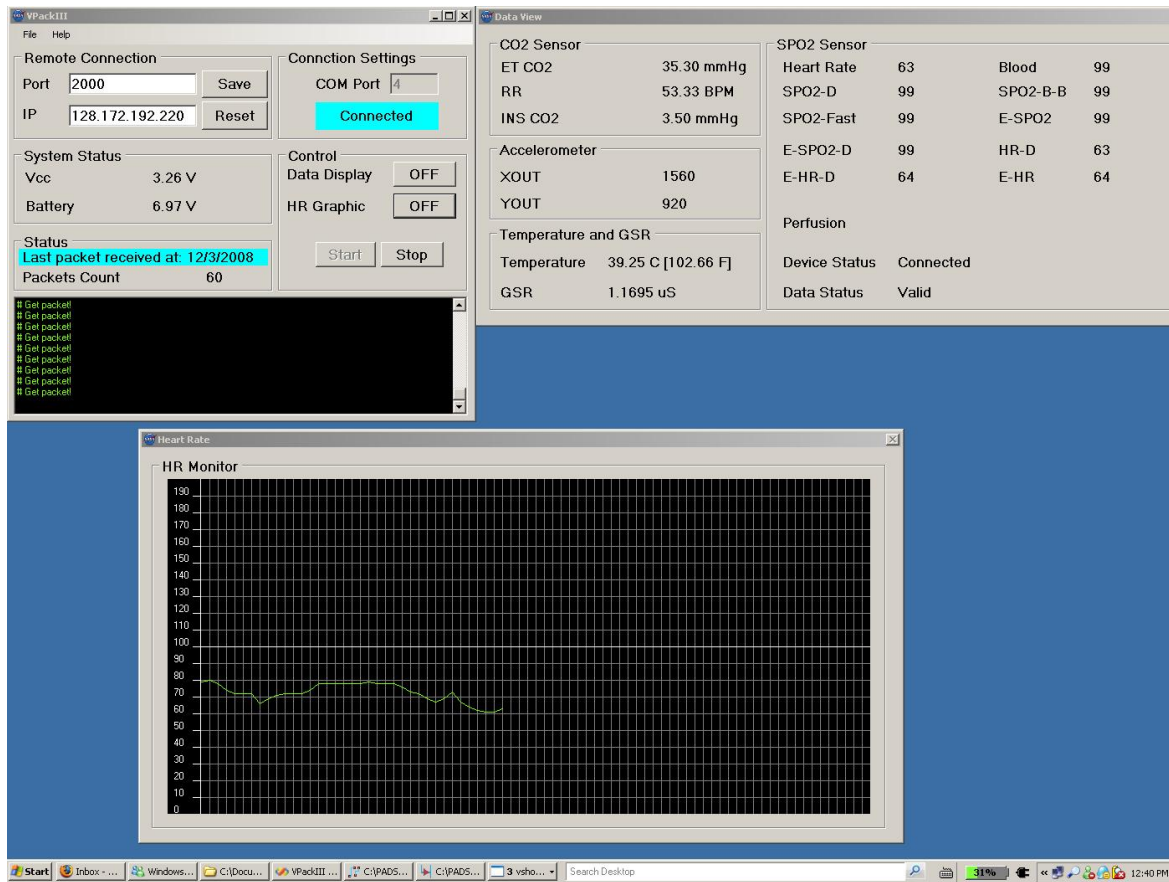 VPackIII
File Help
Remote Connection
Port 2000 Save
IP 128.172.192.220 Reset
Connction Settings
COM Port 4
Connected
System Status
Vcc 3.26 V
Battery 6.97 V
Control
Data Display OFF
HR Graphic OFF
Start Stop
Status
Last packet received at: 12/3/2008
Packets Count 60
# Get packet!
# Get packet!
# Get packet!
# Get packet!
# Get packet!
# Get packet!
# Get packet!
# Get packet!
# Get packet!
Data View
CO2 Sensor
ET CO2 35.30 mmHg
RR 53.33 BPM
INS CO2 3.50 mmHg
Accelerometer
XOUT 1560
YOUT 920
Temperature and GSR
Temperature 39.25 C [102.66 F]
GSR 1.1695 uS
SPO2 Sensor
Heart Rate 63 Blood 99
SPO2-D 99 SPO2-B-B 99
SPO2-Fast 99 E-SPO2 99
E-SPO2-D 99 HR-D 63
E-HR-D 64 E-HR 64
Perfusion
Device Status Connected
Data Status Valid
Heart Rate
HR Monitor
190
180
170
160
150
140
130
120
110
100
90
80
70
60
50
40
30
20
10
0
Start Inbox - ... Windows... C:\Docu... VPackIII ... C:\PADS... C:\PADS... 3 vsho... Search Desktop 31% 12:40 PM